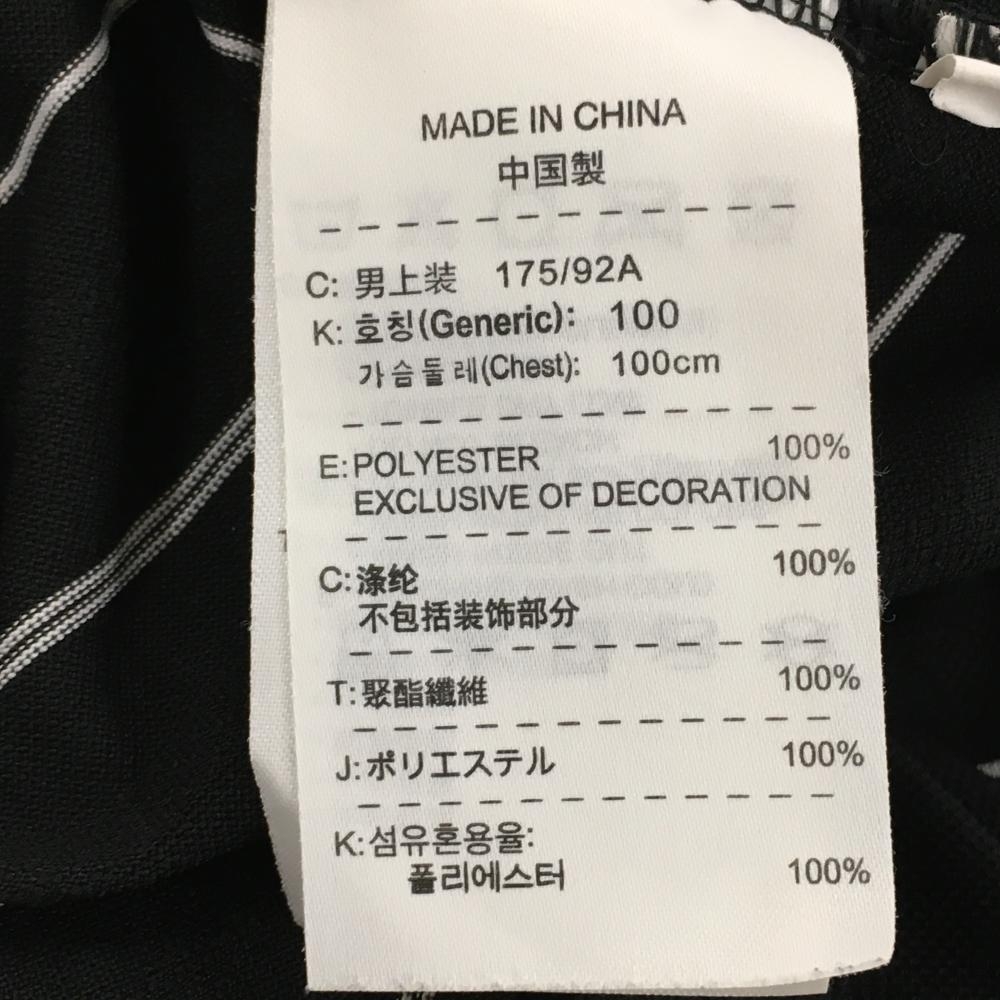 MADE IN CHINA
中国製
C: 男上装 175/92A
K: 호칭(Generic): 100
가슴둘레(Chest): 100cm
E:POLYESTER 100%
EXCLUSIVE OF DECORATION
C:涤纶 100%
不包括装饰部分
T:聚酯纖維 100%
J:ポリエステル 100%
K:섬유혼용율:
폴리에스터 100%